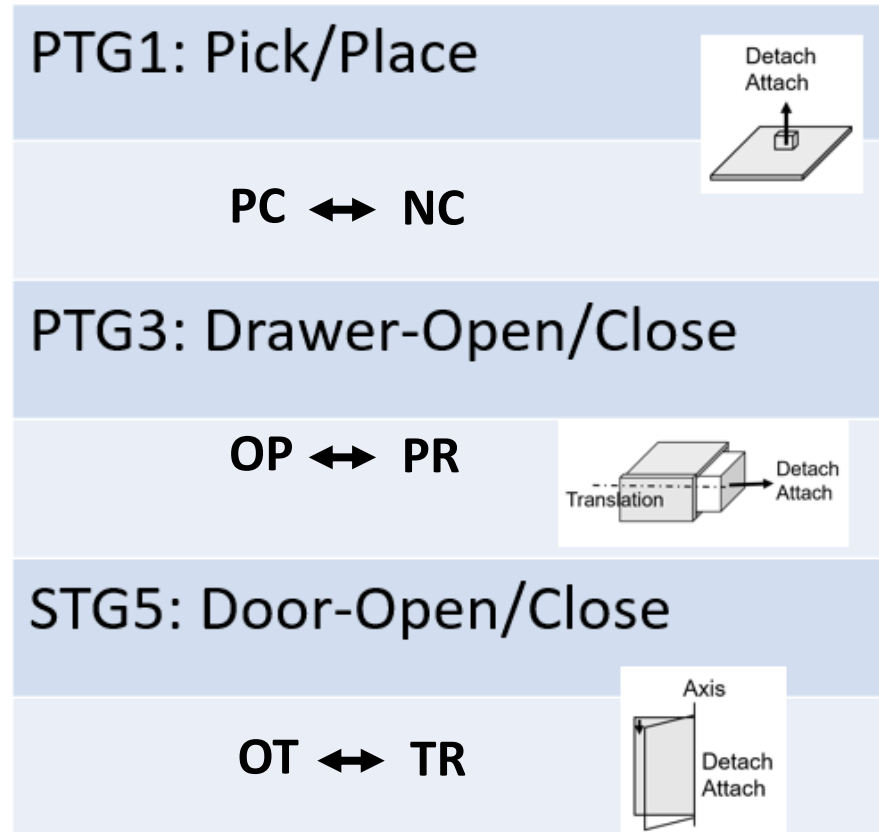 PTG1: Pick/Place
Detach
Attach
PC ↔ NC
PTG3: Drawer-Open/Close
OP ↔ PR
Translation
Detach
Attach
STG5: Door-Open/Close
Axis
OT ↔ TR
Detach
Attach